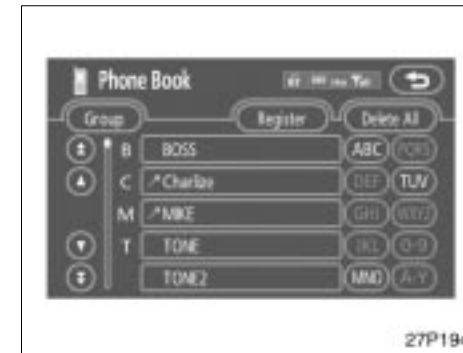 Phone Book
Group Register Delete All
B BOSS ABC PQRS
C Charlize DEF TUV
M MIKE GHI WXYZ
T TONE JKL 0-9
TONE2 MNO A-Y